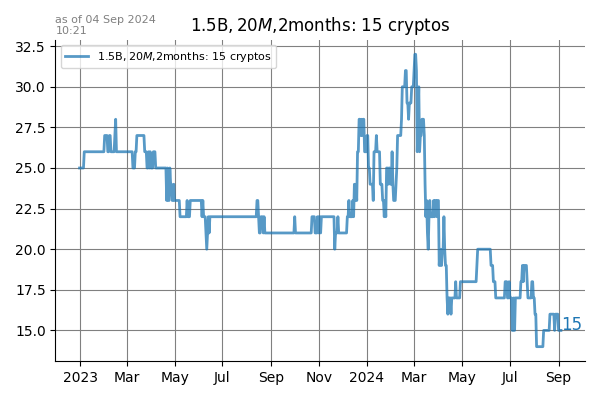 as of 04 Sep 2024
10:21
1.5B, 20M,2months: 15 cryptos
1.5B, 20M,2months: 15 cryptos
32.5
30.0
27.5
25.0
22.5
20.0
17.5
15.0
15
2023 Mar May Jul Sep Nov 2024 Mar May Jul Sep